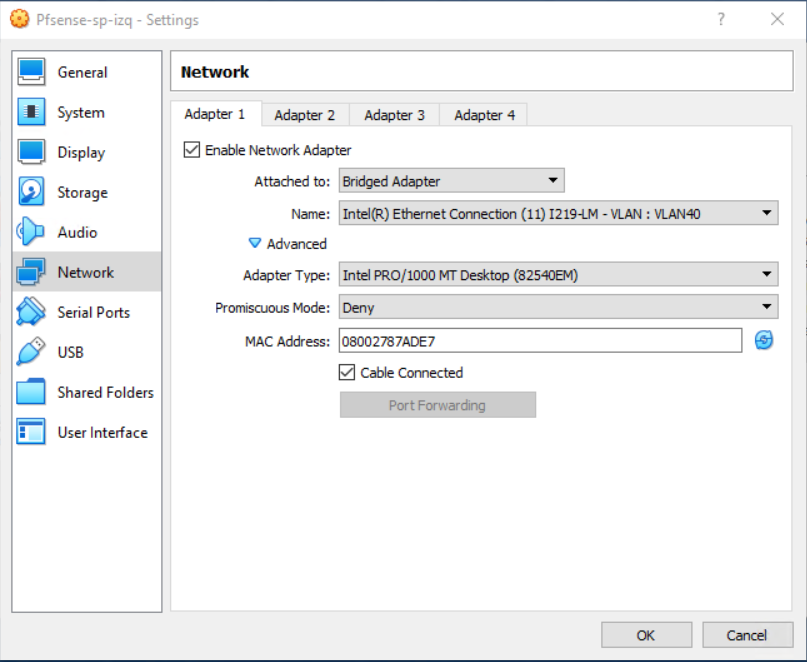 Pfsense-sp-izq - Settings
?
General
System
Display
Storage
Audio
Network
Serial Ports
USB
Shared Folders
User Interface
Network
Adapter 1 Adapter 2 Adapter 3 Adapter 4
Enable Network Adapter
Attached to: Bridged Adapter
Name: Intel(R) Ethernet Connection (11) I219-LM - VLAN : VLAN40
Advanced
Adapter Type: Intel PRO/1000 MT Desktop (82540EM)
Promiscuous Mode: Deny
MAC Address: 08002787ADE7
Cable Connected
Port Forwarding
OK Cancel